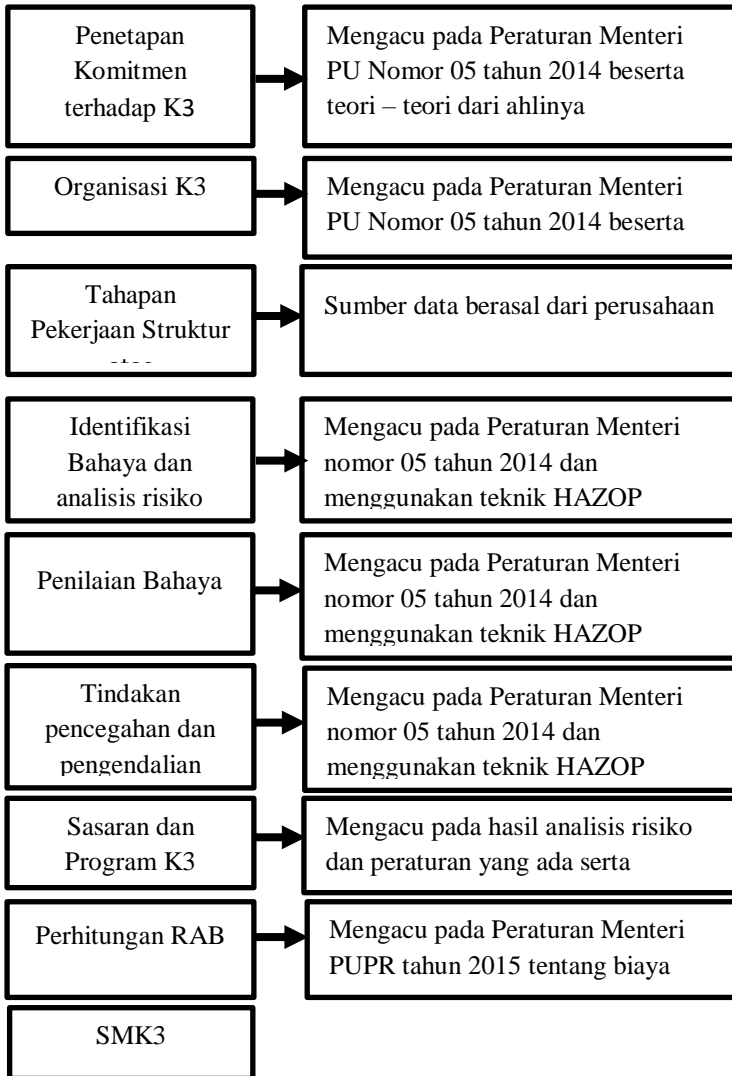 Penetapan
Komitmen
terhadap K3
Mengacu pada Peraturan Menteri
PU Nomor 05 tahun 2014 beserta
teori – teori dari ahlinya
Organisasi K3
Mengacu pada Peraturan Menteri
PU Nomor 05 tahun 2014 beserta
Tahapan
Pekerjaan Struktur
Sumber data berasal dari perusahaan
Identifikasi
Bahaya dan
analisis risiko
Mengacu pada Peraturan Menteri
nomor 05 tahun 2014 dan
menggunakan teknik HAZOP
Penilaian Bahaya
Mengacu pada Peraturan Menteri
nomor 05 tahun 2014 dan
menggunakan teknik HAZOP
Tindakan
pencegahan dan
pengendalian
Mengacu pada Peraturan Menteri
nomor 05 tahun 2014 dan
menggunakan teknik HAZOP
Sasaran dan
Program K3
Mengacu pada hasil analisis risiko
dan peraturan yang ada serta
Perhitungan RAB
Mengacu pada Peraturan Menteri
PUPR tahun 2015 tentang biaya
SMK3